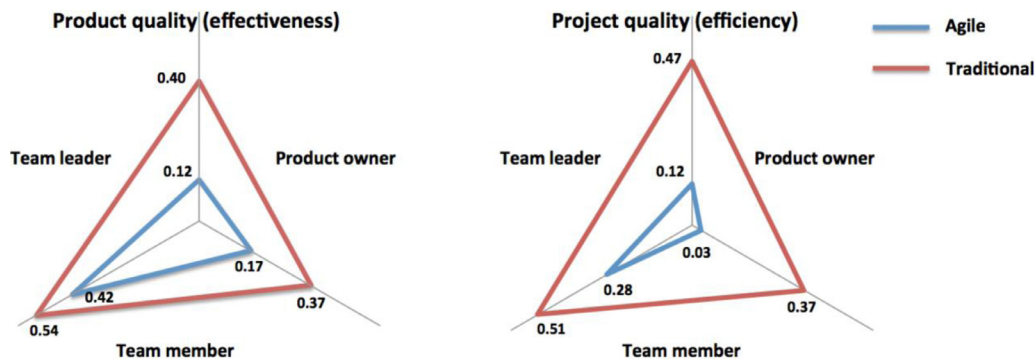 Product quality (effectiveness)
Project quality (efficiency)
Agile
Traditional
0.40
Team leader
Product owner
0.12
0.17
0.42
0.37
0.54
Team member
0.47
Team leader
Product owner
0.12
0.03
0.28
0.37
0.51
Team member